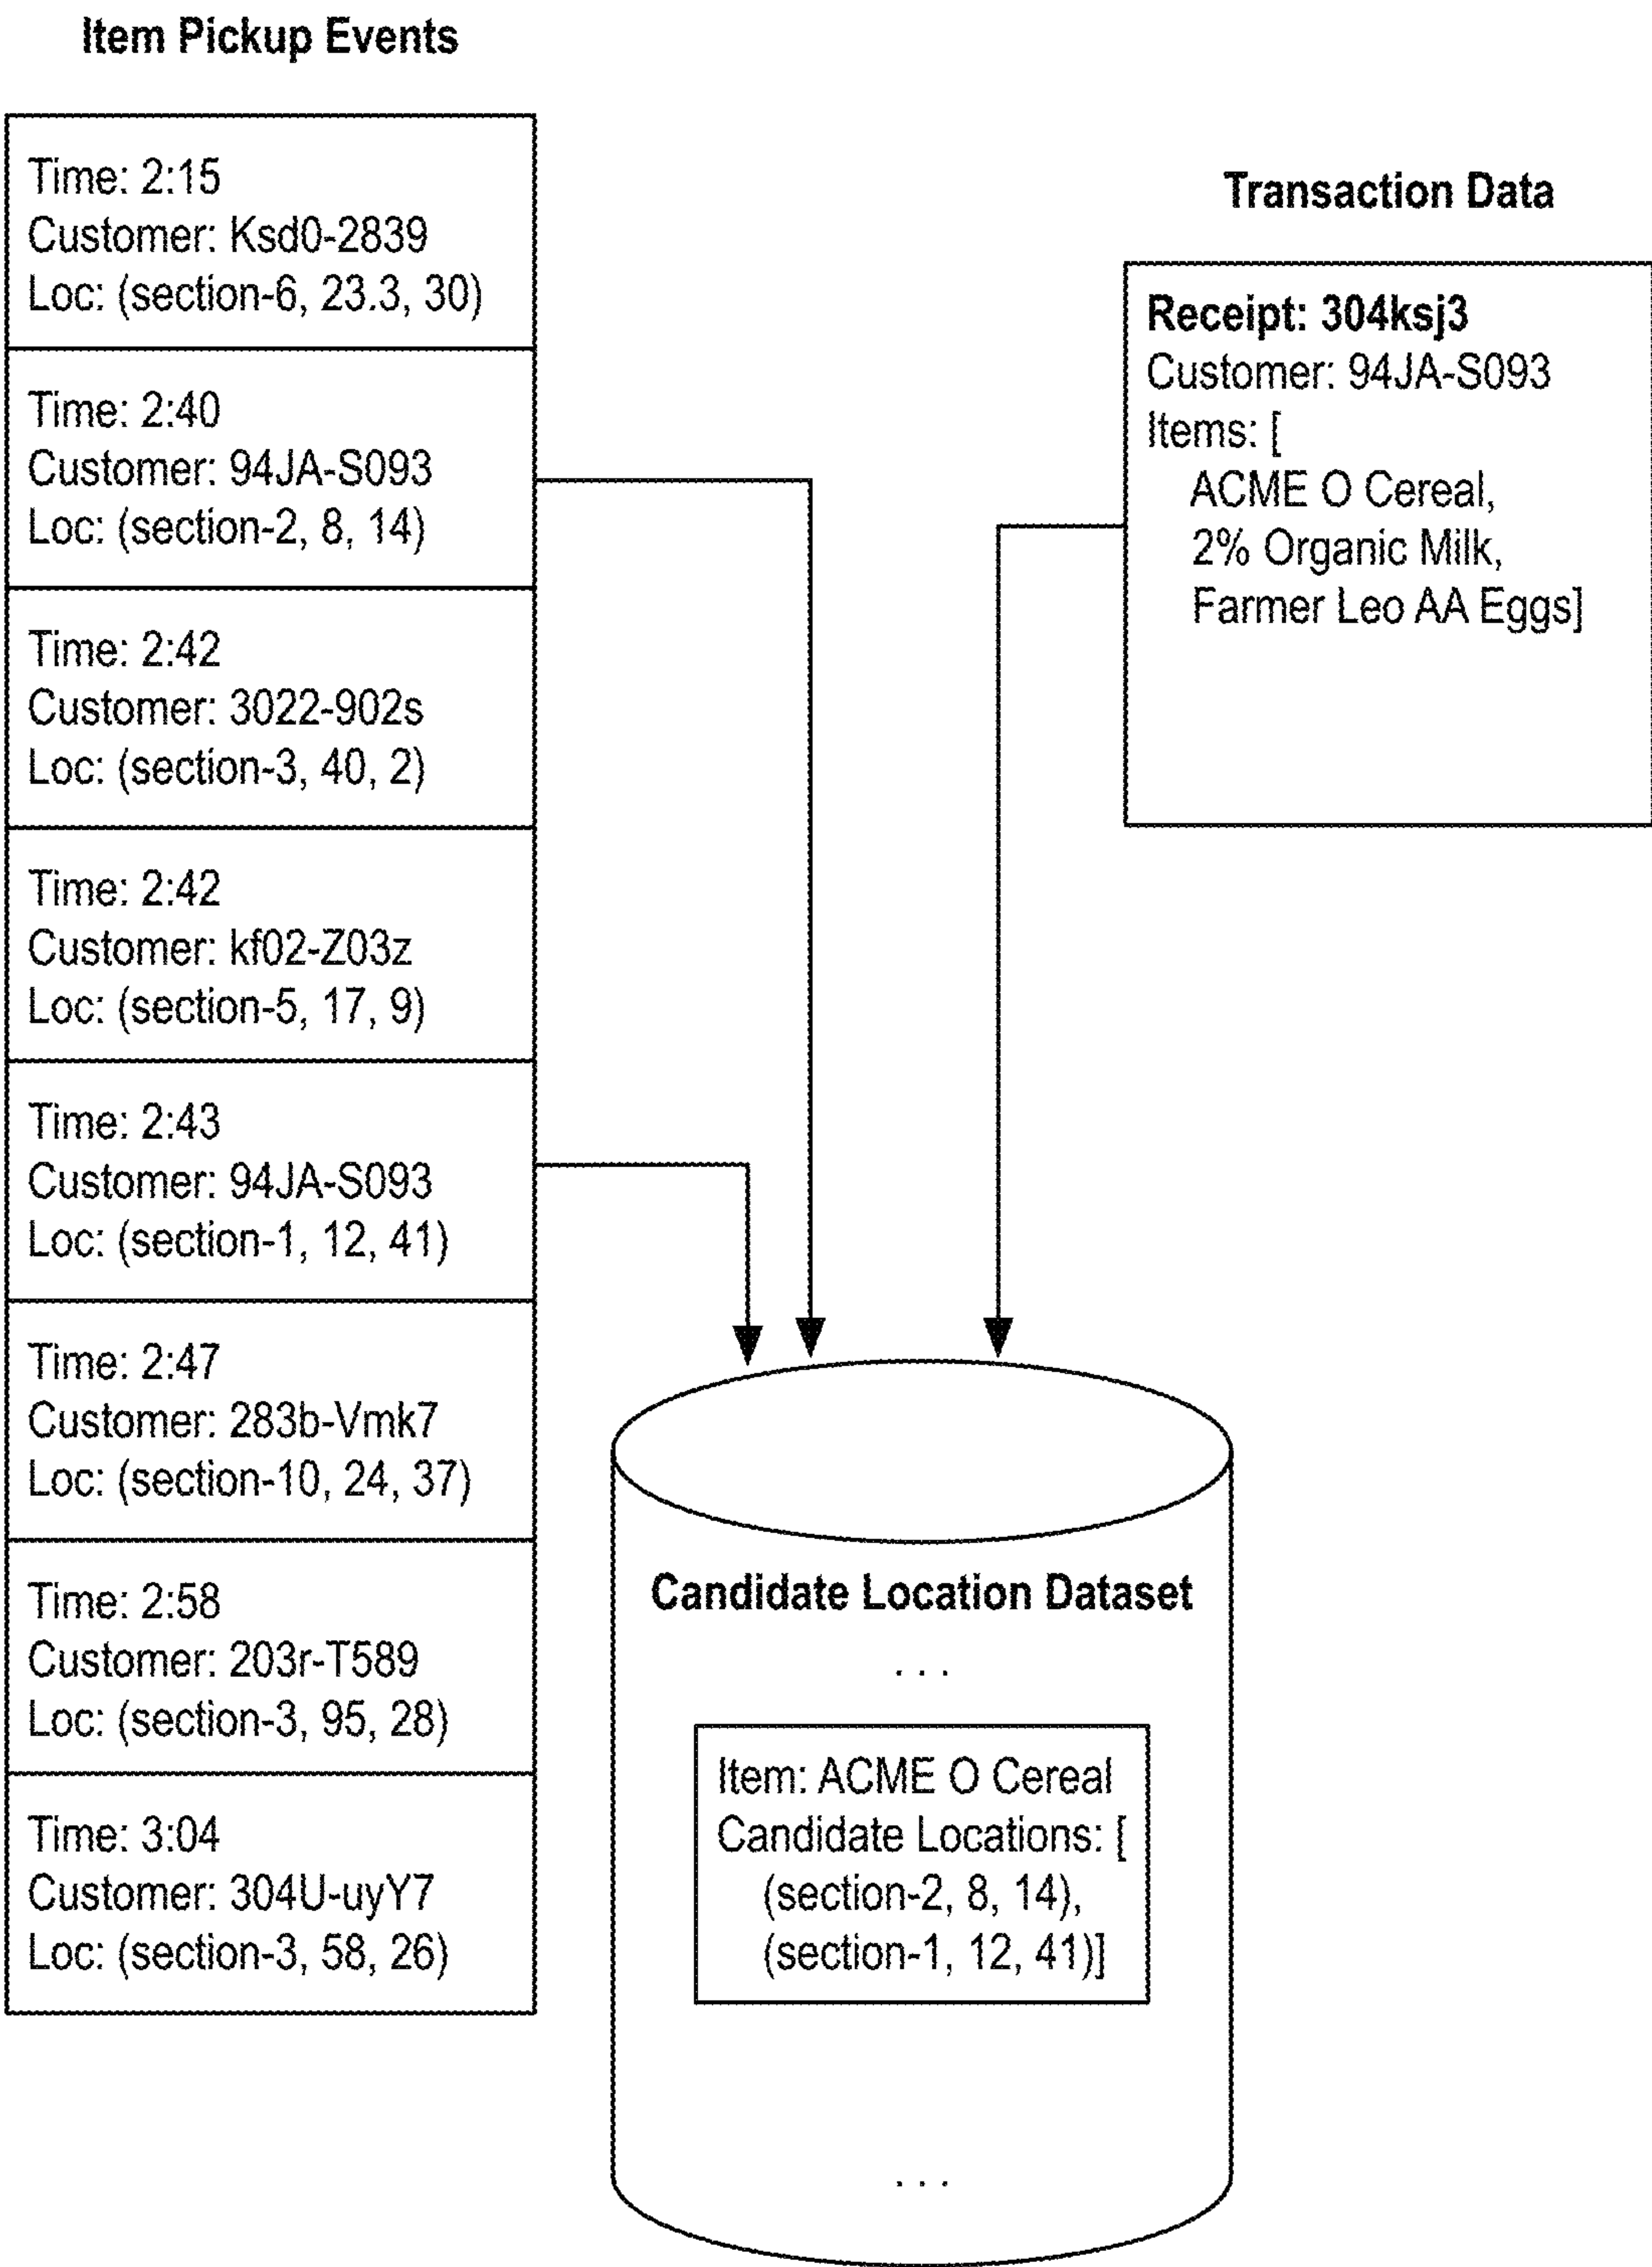 Item Pickup Events
Time: 2:15
Customer: Ksd0-2839
Loc: (section-6, 23.3, 30)
Time: 2:40
Customer: 94JA-S093
Loc: (section-2, 8, 14)
Time: 2:42
Customer: 3022-902s
Loc: (section-3, 40, 2)
Time: 2:42
Customer: kf02-Z03z
Loc: (section-5, 17, 9)
Time: 2:43
Customer: 94JA-S093
Loc: (section-1, 12, 41)
Time: 2:47
Customer: 283b-Vmk7
Loc: (section-10, 24, 37)
Time: 2:58
Customer: 203r-T589
Loc: (section-3, 95, 28)
Time: 3:04
Customer: 304U-uyY7
Loc: (section-3, 58, 26)
Transaction Data
Receipt: 304ksj3
Customer: 94JA-S093
Items: [
ACME O Cereal,
2% Organic Milk,
Farmer Leo AA Eggs]
Candidate Location Dataset
. . .
Item: ACME O Cereal
Candidate Locations: [
(section-2, 8, 14),
(section-1, 12, 41)]
. . .